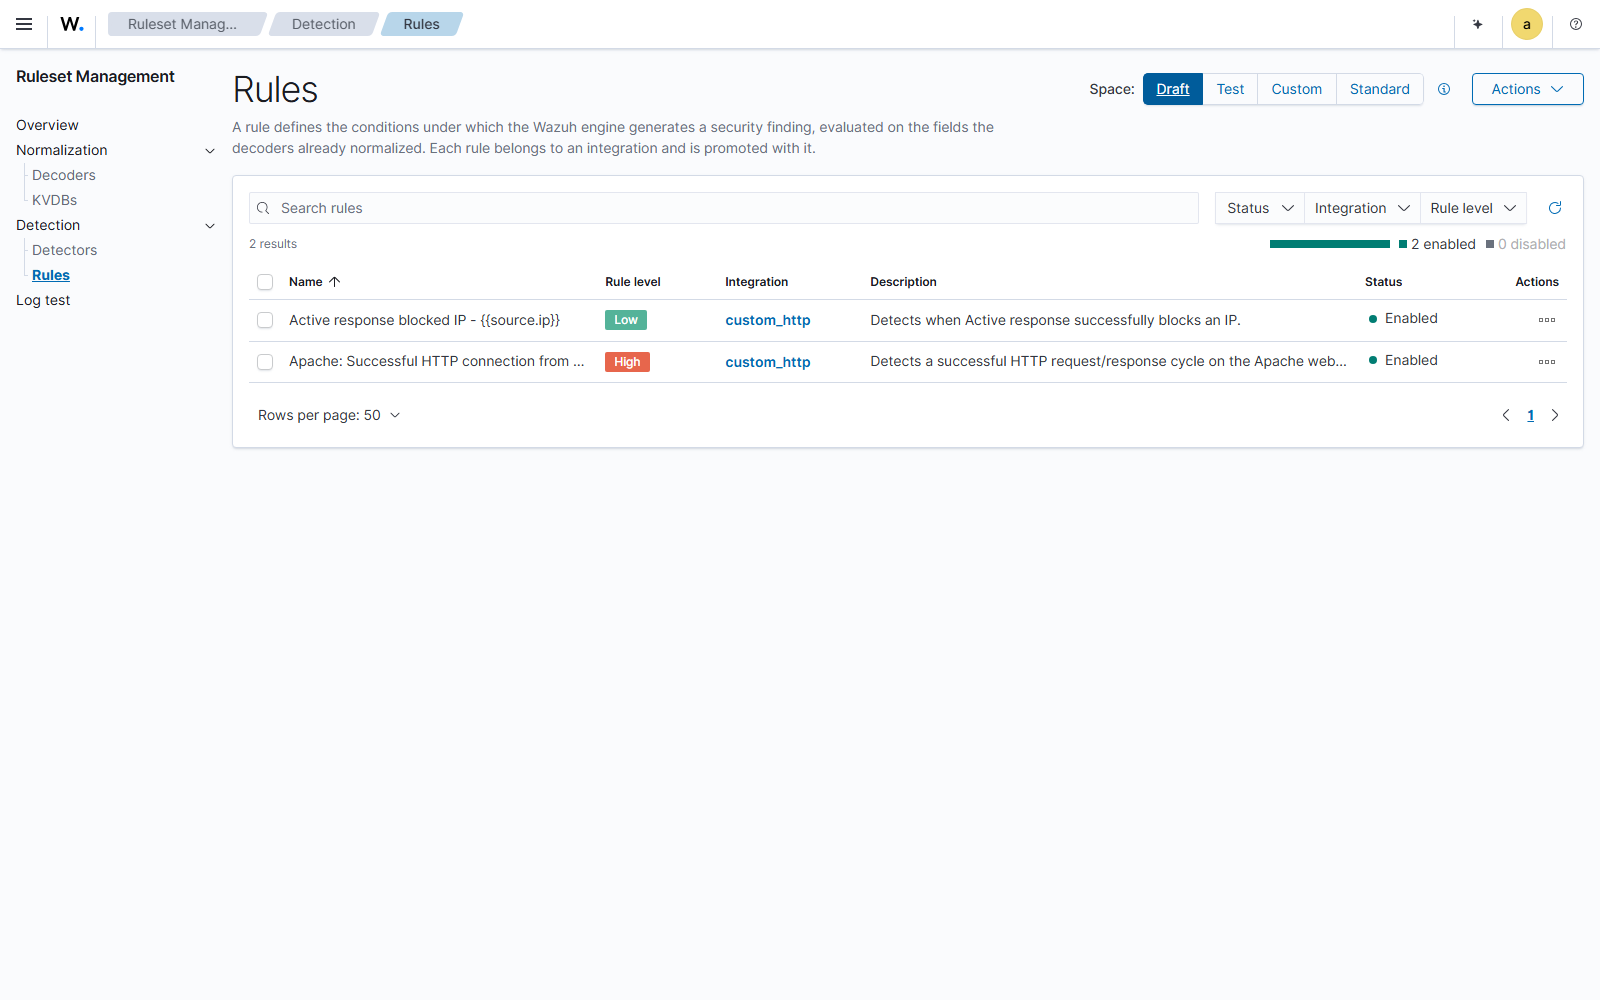 W.
Ruleset Manag...
Detection
Rules
a
Ruleset Management
Overview
Normalization
Decoders
KVDBs
Detection
Detectors
Rules
Log test
Rules
Space:
Draft
Test
Custom
Standard
Actions
A rule defines the conditions under which the Wazuh engine generates a security finding, evaluated on the fields the
decoders already normalized. Each rule belongs to an integration and is promoted with it.
Search rules
Status
Integration
Rule level
2 results
2 enabled
0 disabled
Name
Rule level
Integration
Description
Status
Actions
Active response blocked IP - {{source.ip}}
Low
custom_http
Detects when Active response successfully blocks an IP.
Enabled
Apache: Successful HTTP connection from ...
High
custom_http
Detects a successful HTTP request/response cycle on the Apache web...
Enabled
Rows per page: 50
1